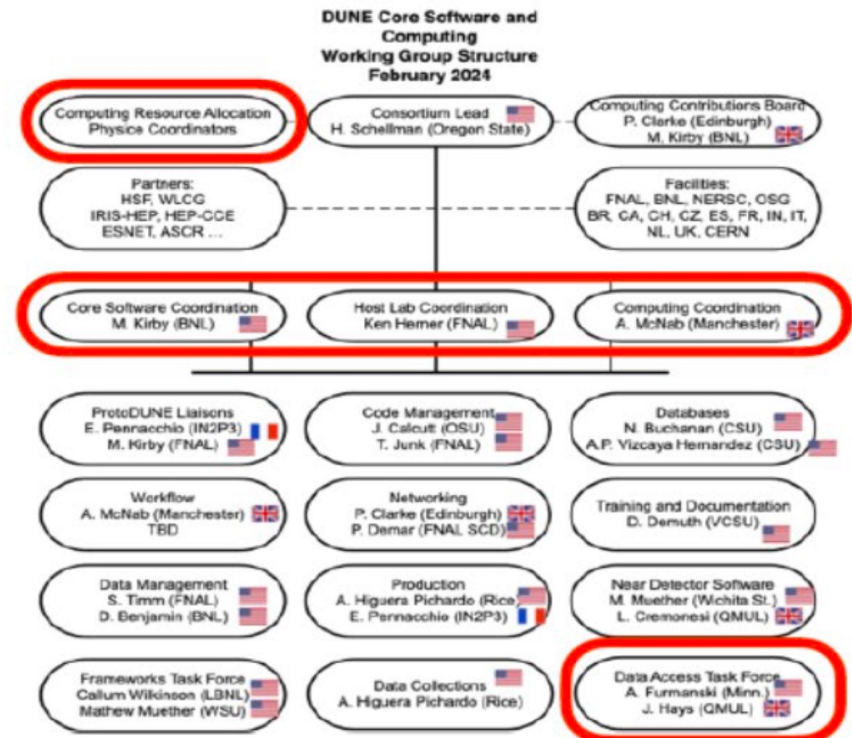 DUNE Core Software and
Computing
Working Group Structure
February 2024
Computing Resource Allocation
Physics Coordinators
Consortium Lead
H. Schellman (Oregon State)
Computing Contributions Board
P. Clarke (Edinburgh)
M. Kirby (BNL)
Partners:
HSF, WLCG
IRIS-HEP, HEP-CCE
ESNET, ASCR ...
Facilities:
FNAL, BNL, NERSC, OSG
BR, CA, CH, CZ, ES, FR, IN, IT,
NL, UK, CERN
Core Software Coordination
M. Kirby (BNL)
Host Lab Coordination
Ken Herner (FNAL)
Computing Coordination
A. McNab (Manchester)
ProtoDUNE Liaisons
E. Pennacchio (IN2P3)
M. Kirby (FNAL)
Code Management
J. Calcutt (OSU)
T. Junk (FNAL)
Databases
N. Buchanan (CSU)
A.P. Vizcaya Hernandez (CSU)
Workflow
A. McNab (Manchester)
TBD
Networking
P. Clarke (Edinburgh)
P. Demar (FNAL SCD)
Training and Documentation
D. Demuth (VCSU)
Data Management
S. Timm (FNAL)
D. Benjamin (BNL)
Production
A. Higuera Pichardo (Rice)
E. Pennacchio (IN2P3)
Near Detector Software
M. Muether (Wichita St.)
L. Cremonesi (QMUL)
Frameworks Task Force
Callum Wilkinson (LBNL)
Mathew Muether (WSU)
Data Collections
A. Higuera Pichardo (Rice)
Data Access Task Force
A. Furmanski (Minn.)
J. Hays (QMUL)